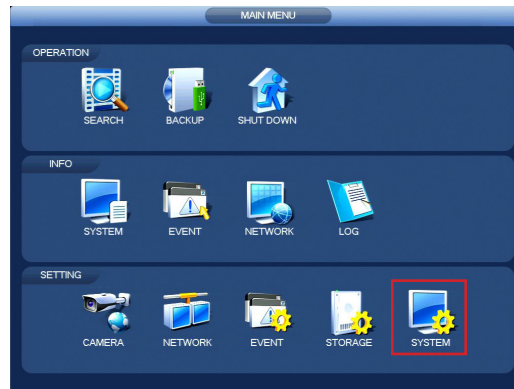 MAIN MENU
OPERATION
SEARCH BACKUP SHUT DOWN
INFO
SYSTEM EVENT NETWORK LOG
SETTING
CAMERA NETWORK EVENT STORAGE SYSTEM